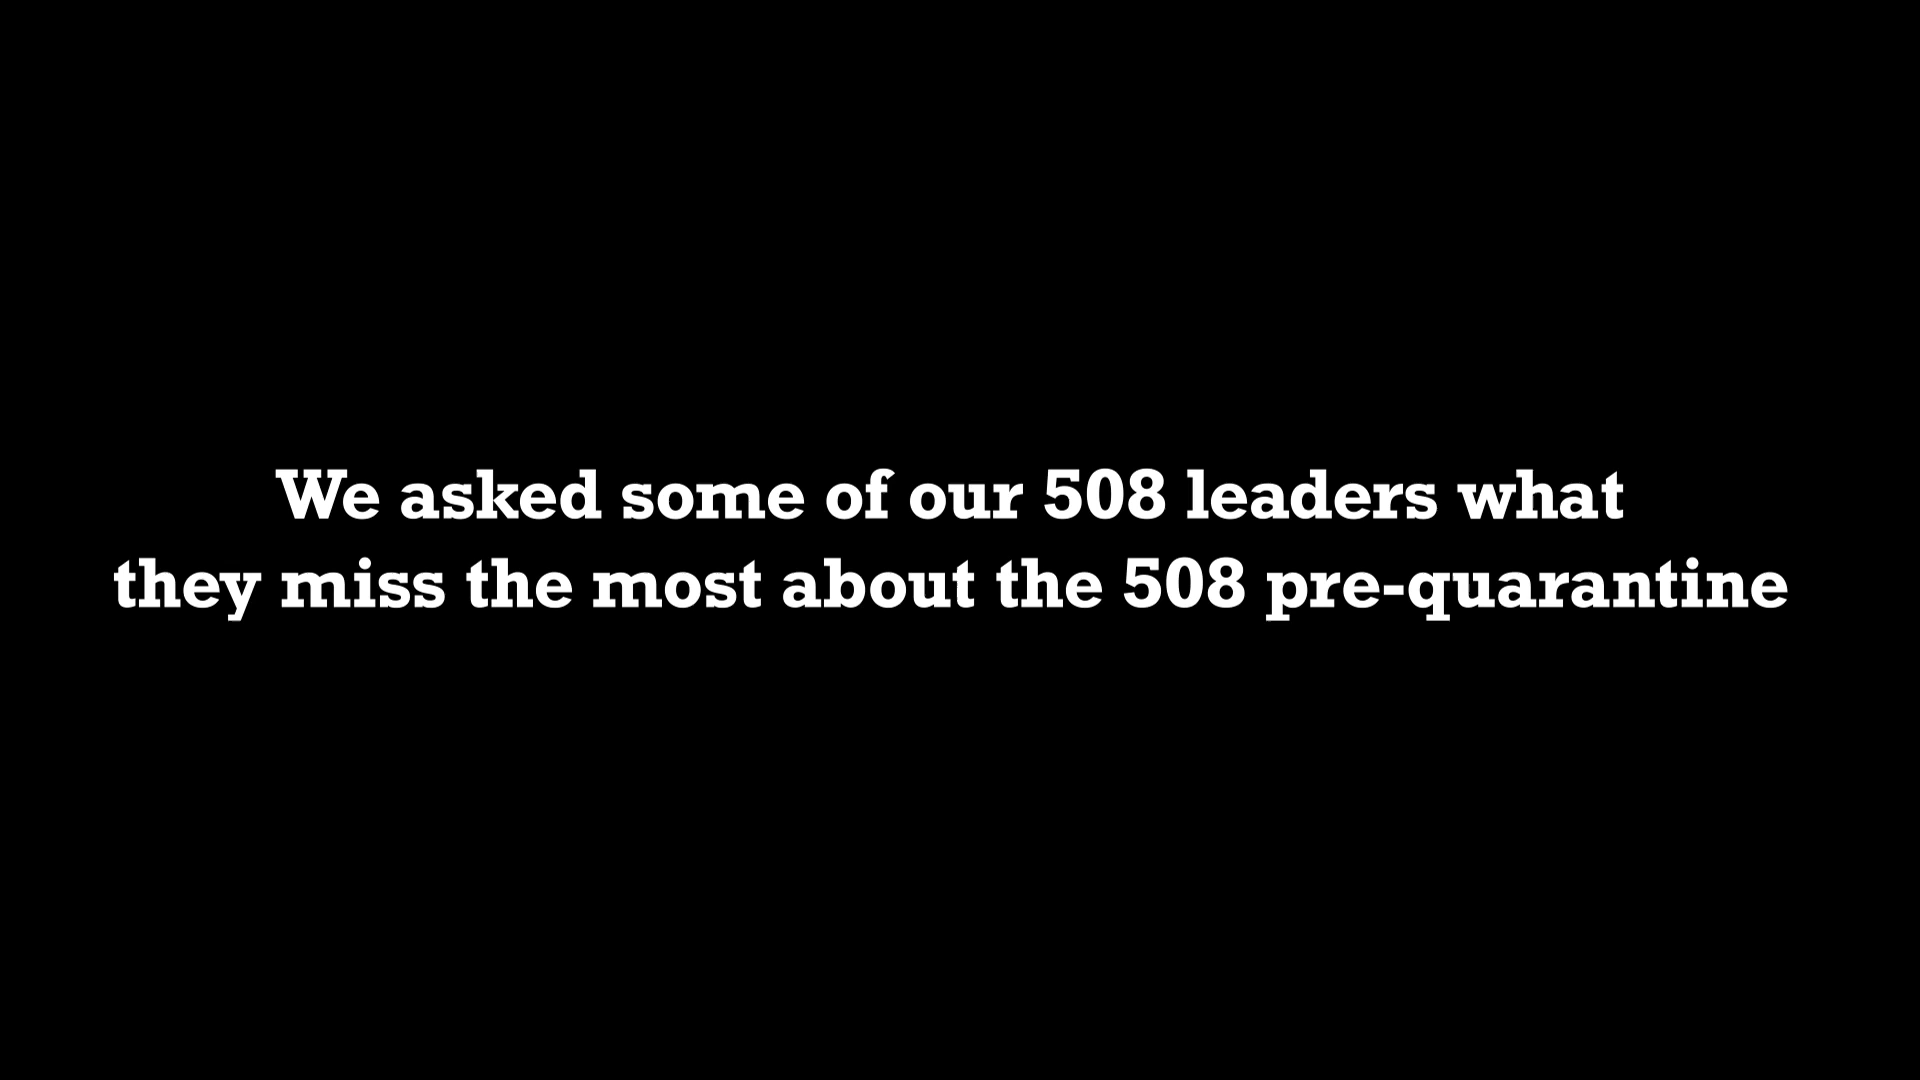 We asked some of our 508 leaders what
they miss the most about the 508 pre-quarantine